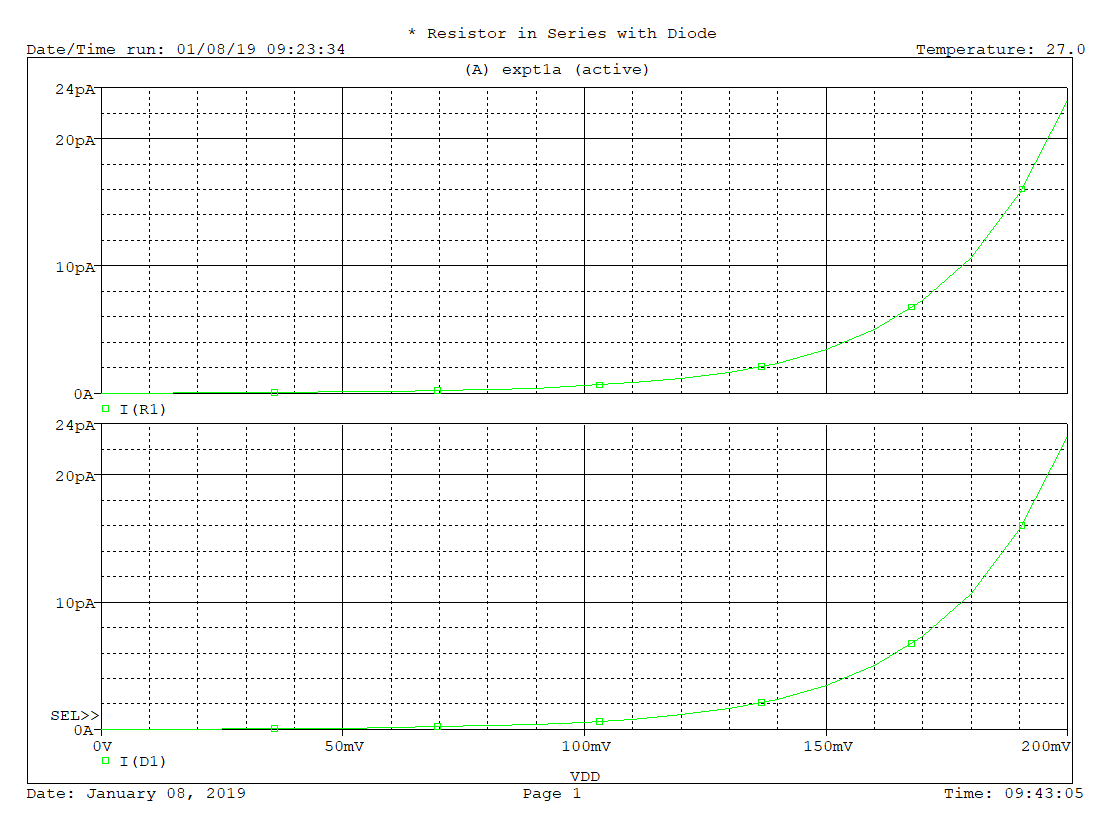 * Resistor in Series with Diode
Date/Time run: 01/08/19 09:23:34 Temperature: 27.0
(A) expt1a (active)
24pA
20pA
10pA
0A
I(R1)
24pA
20pA
10pA
SEL>>
0A
0V 50mV 100mV 150mV 200mV
I(D1)
VDD
Date: January 08, 2019 Page 1 Time: 09:43:05